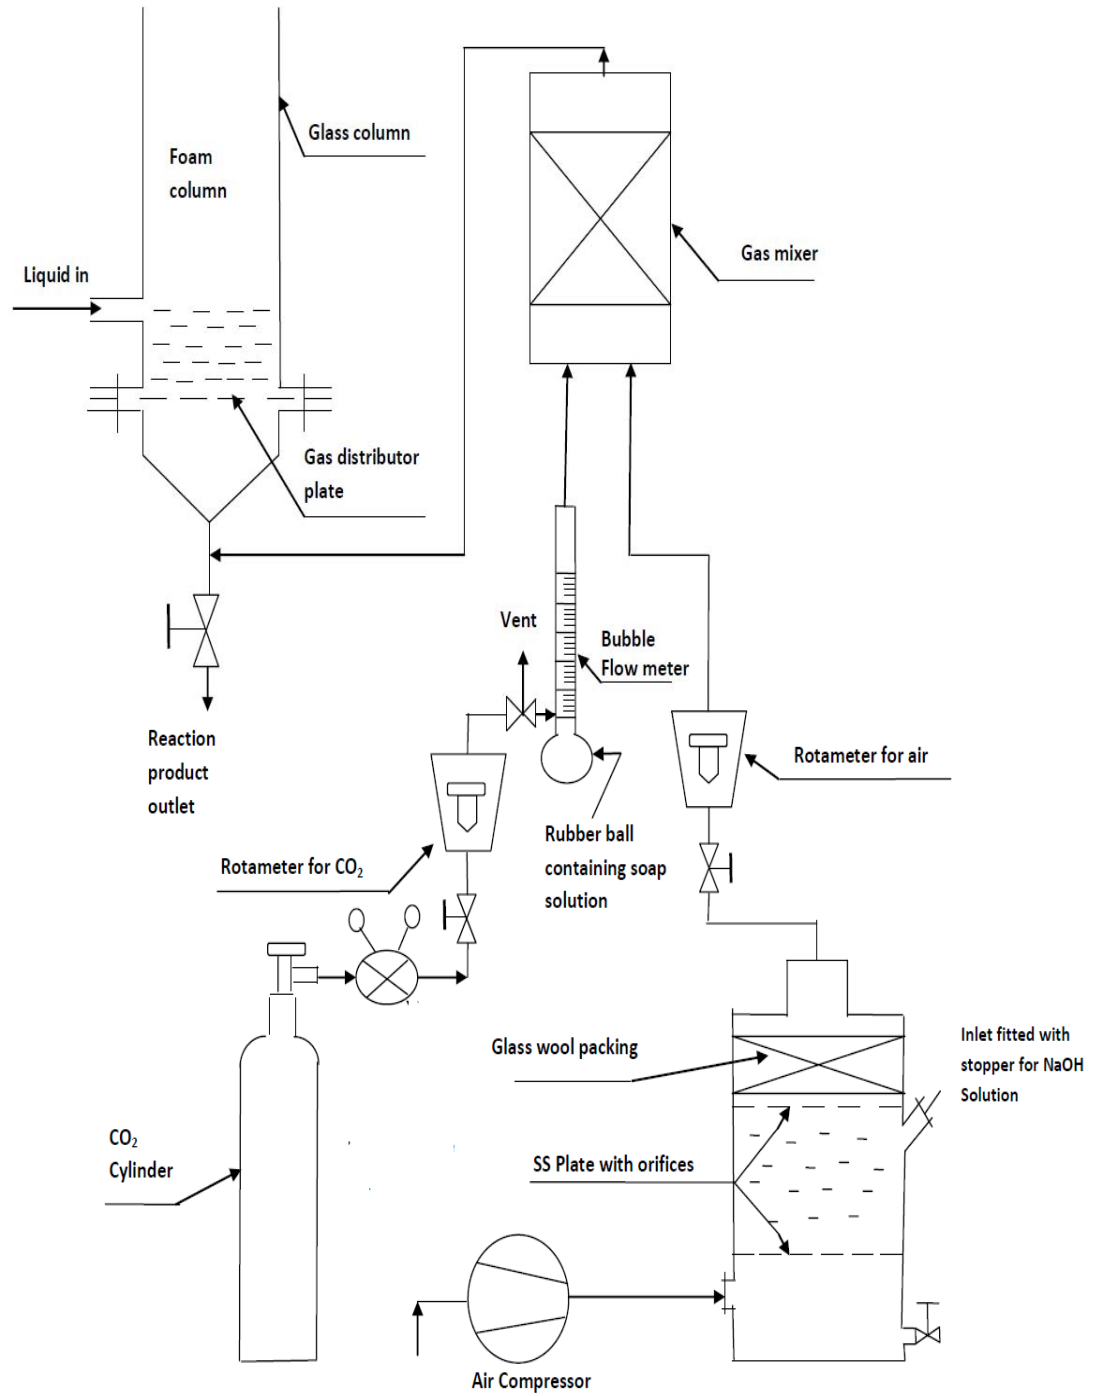 Glass column
Foam
column
Liquid in
Gas mixer
Gas distributor
plate
Vent
Bubble
Flow meter
Reaction
product
outlet
Rotameter for air
Rubber ball
containing soap
solution
Rotameter for CO₂
Glass wool packing
Inlet fitted with
stopper for NaOH
Solution
CO₂
Cylinder
SS Plate with orifices
Air Compressor